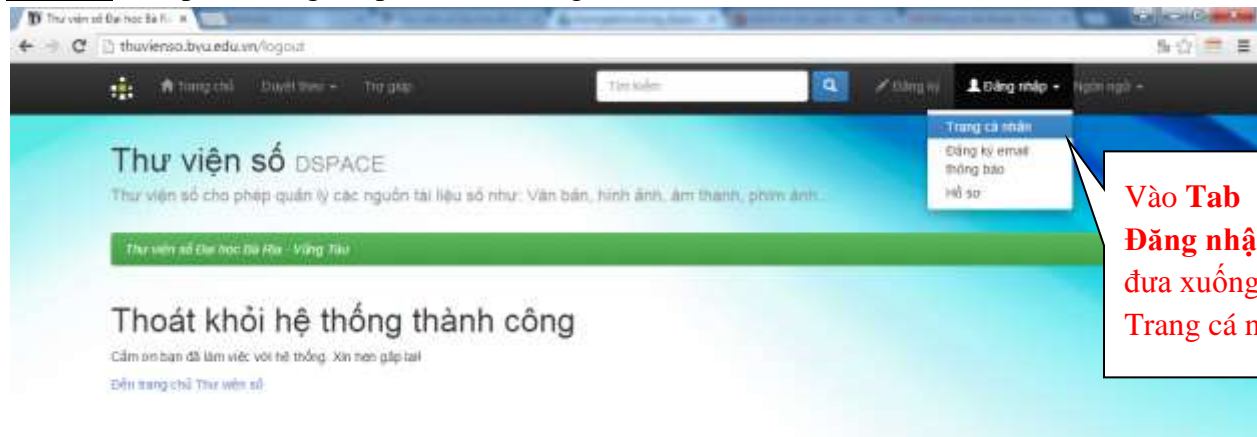 Thư viện số Đại học Bà R
thuvienso.bvu.edu.vn/logout
Trang chủ Duyệt theo Trợ giúp Tìm kiếm Đăng ký Đăng nhập Ngôn ngữ
Trang cá nhân
Đăng ký email
thông báo
Hồ sơ
Thư viện số DSPACE
Thư viện số cho phép quản lý các nguồn tài liệu số như: Văn bản, hình ảnh, âm thanh, phim ảnh...
Thư viện số Đại học Bà Rịa - Vũng Tàu
Thoát khỏi hệ thống thành công
Cảm ơn bạn đã làm việc với hệ thống. Xin hẹn gặp lại!
Đến trang chủ Thư viện số
Vào Tab
Đăng nhậ
đưa xuống
Trang cá n